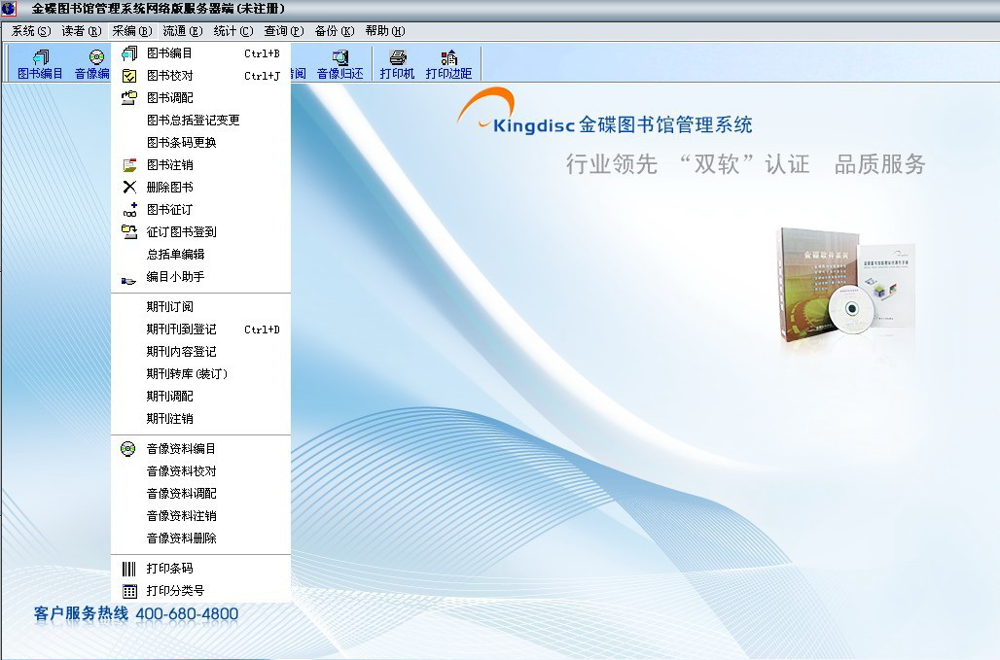 金碟图书馆管理系统网络版服务器端(未注册)
系统(S) 读者(R) 采编(B) 流通(E) 统计(C) 查询(P) 备份(K) 帮助(H)
图书编目 音像编 阅 音像归还 打印机 打印边距
图书编目 Ctrl+B
图书校对 Ctrl+J
图书调配
图书总括登记变更
图书条码更换
图书注销
删除图书
图书征订
征订图书登到
总括单编辑
编目小助手
期刊订阅
期刊刊到登记 Ctrl+D
期刊内容登记
期刊转库(装订)
期刊调配
期刊注销
音像资料编目
音像资料校对
音像资料调配
音像资料注销
音像资料删除
打印条码
打印分类号
Kingdisc 金碟图书馆管理系统
行业领先 “双软”认证 品质服务
客户服务热线 400-680-4800